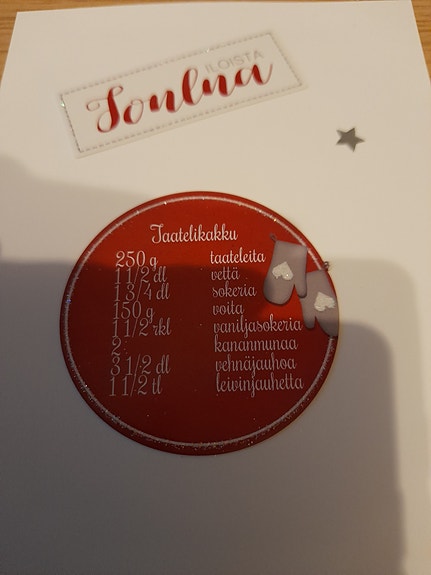 ILOISTA
Joulua
Taatelikakku
250 g taateleita
1 1/2 dl vettä
1 3/4 dl sokeria
150 g voita
1 1/2 rkl vaniljasokeria
2 kananmunaa
3 1/2 dl vehnäjauhoa
1 1/2 tl leivinjauhetta